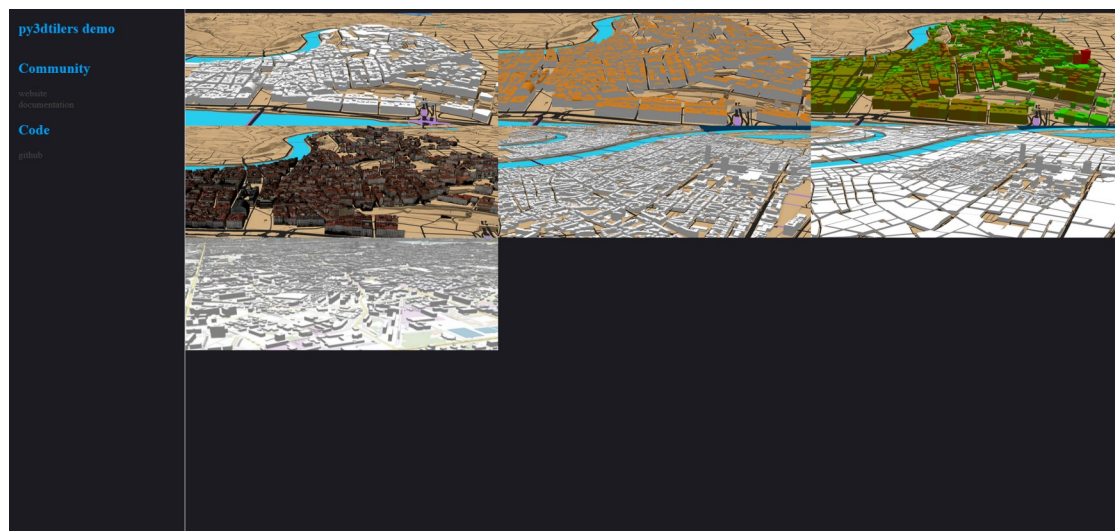 py3dtilers demo
Community
website
documentation
Code
github